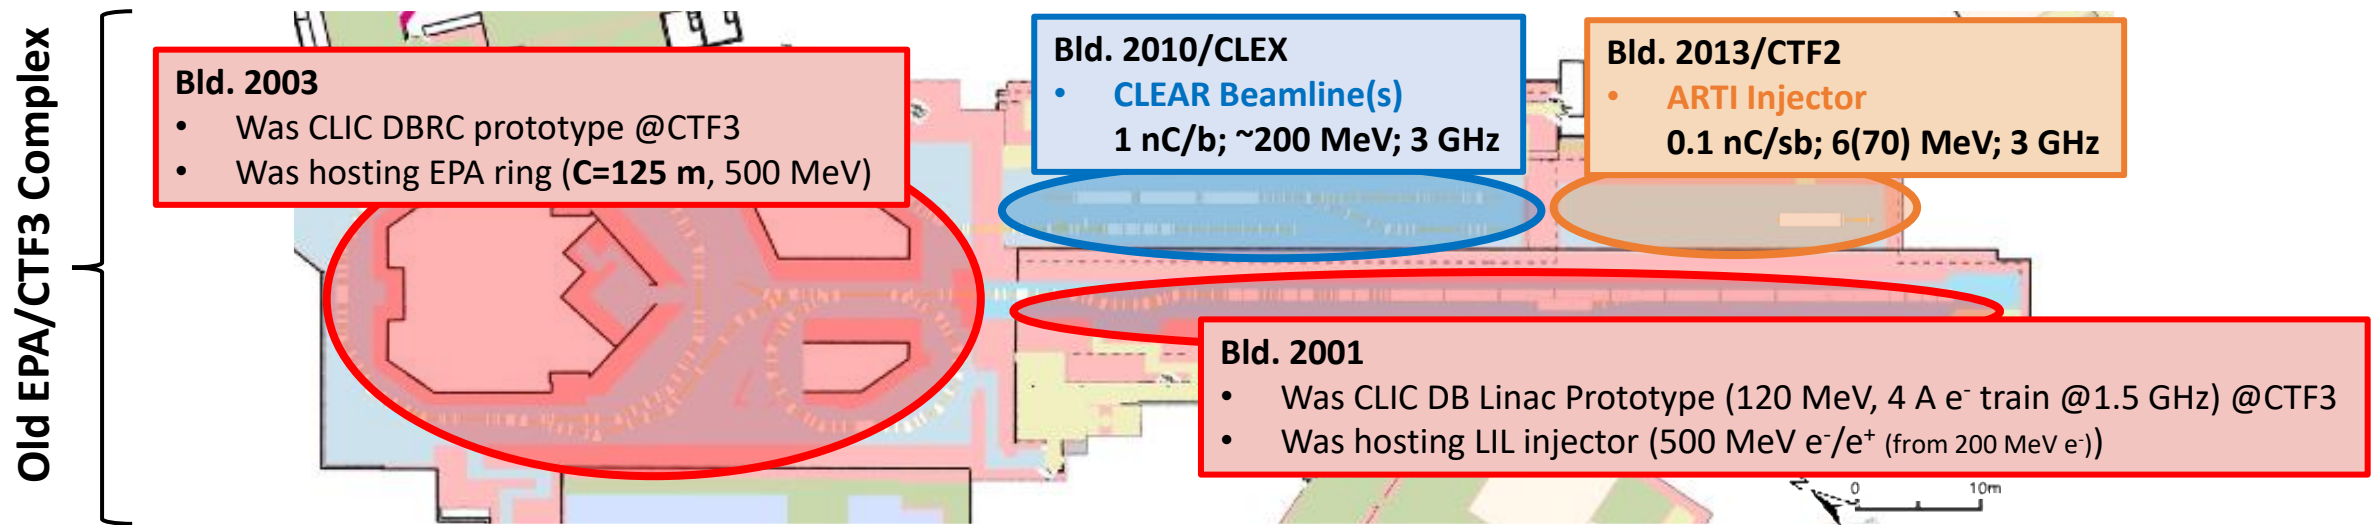 Old EPA/CTF3 Complex
Bld. 2003
• Was CLIC DBRC prototype @CTF3
• Was hosting EPA ring (C=125 m, 500 MeV)
Bld. 2010/CLEX
• CLEAR Beamline(s)
1 nC/b; ~200 MeV; 3 GHz
Bld. 2013/CTF2
• ARTI Injector
0.1 nC/sb; 6(70) MeV; 3 GHz
Bld. 2001
• Was CLIC DB Linac Prototype (120 MeV, 4 A e⁻ train @1.5 GHz) @CTF3
• Was hosting LIL injector (500 MeV e⁻/e⁺ (from 200 MeV e⁻))
N
0 10m